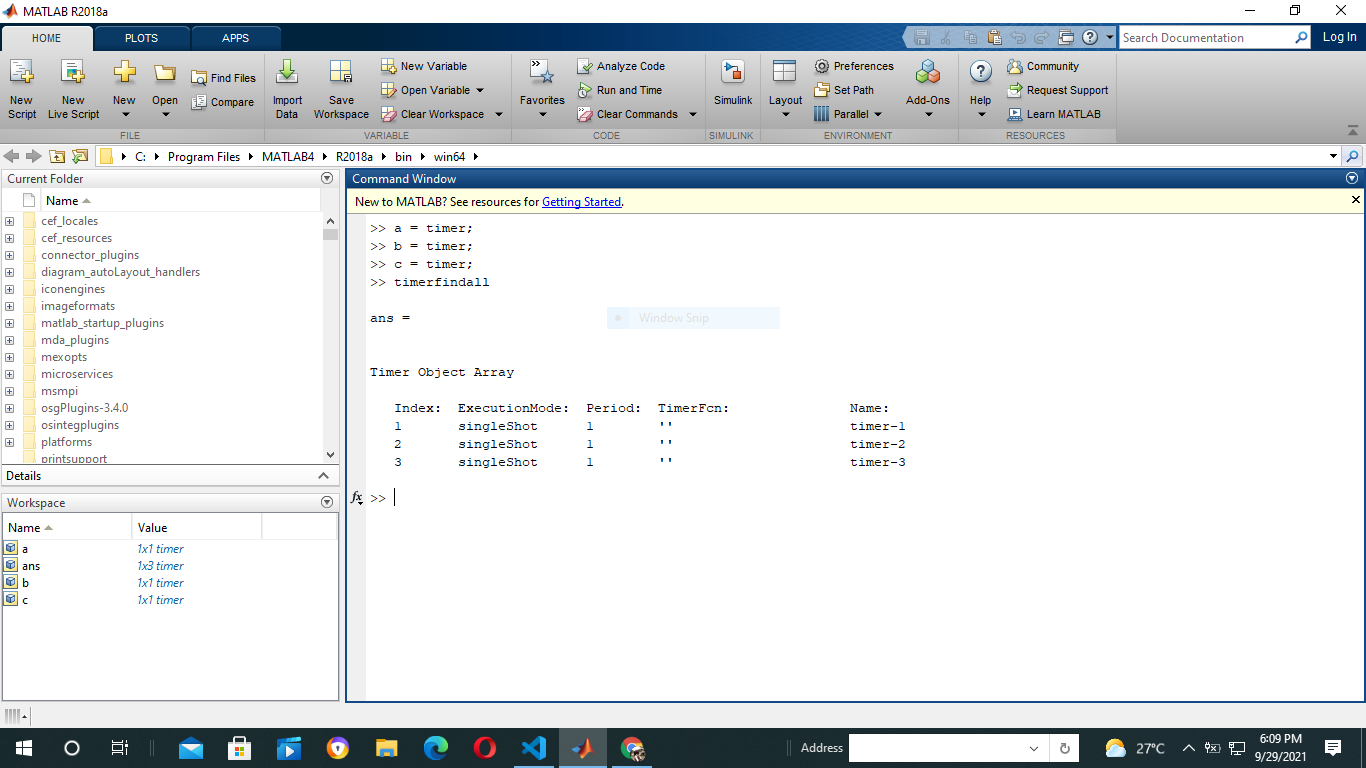 MATLAB R2018a
HOME PLOTS APPS
Search Documentation
Log In
New Script
New Live Script
New
Open
Find Files
Compare
Import Data
Save Workspace
New Variable
Open Variable
Clear Workspace
Favorites
Analyze Code
Run and Time
Clear Commands
Simulink
Layout
Preferences
Set Path
Parallel
Add-Ons
Help
Community
Request Support
Learn MATLAB
FILE VARIABLE CODE SIMULINK ENVIRONMENT RESOURCES
C: Program Files MATLAB4 R2018a bin win64
Current Folder
Name
cef_locales
cef_resources
connector_plugins
diagram_autoLayout_handlers
iconengines
imageformats
matlab_startup_plugins
mda_plugins
mexopts
microservices
msmpi
osgPlugins-3.4.0
osintegplugins
platforms
printsupport
Details
Workspace
Name Value
a 1x1 timer
ans 1x3 timer
b 1x1 timer
c 1x1 timer
Command Window
New to MATLAB? See resources for Getting Started.
>> a = timer;
>> b = timer;
>> c = timer;
>> timerfindall
ans =
Window Snip
Timer Object Array
Index: ExecutionMode: Period: TimerFcn: Name:
1 singleShot 1 '' timer-1
2 singleShot 1 '' timer-2
3 singleShot 1 '' timer-3
fx >>
Address
27°C
6:09 PM
9/29/2021